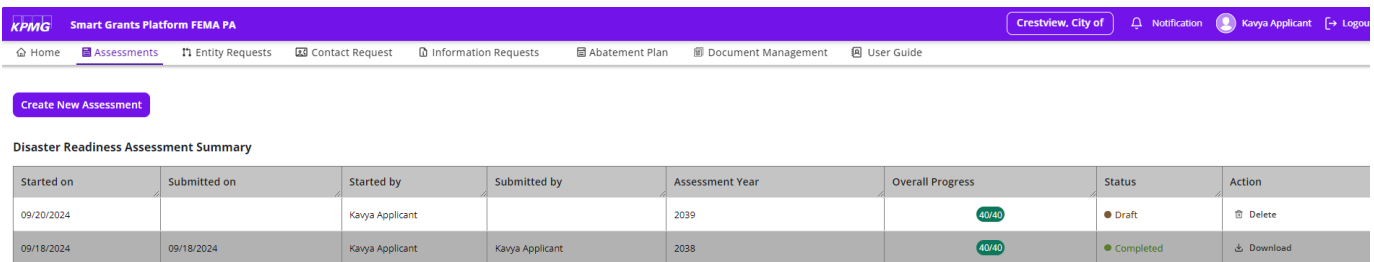 KPMG Smart Grants Platform FEMA PA Crestview, City of Notification Kavya Applicant
Home Assessments Entity Requests Contact Request Information Requests Abatement Plan Document Management User Guide
Create New Assessment
Disaster Readiness Assessment Summary
Started on Submitted on Started by Submitted by Assessment Year Overall Progress Status Action
09/20/2024 Kavya Applicant 2039 40/40 Draft Delete
09/18/2024 09/18/2024 Kavya Applicant Kavya Applicant 2038 40/40 Completed Download